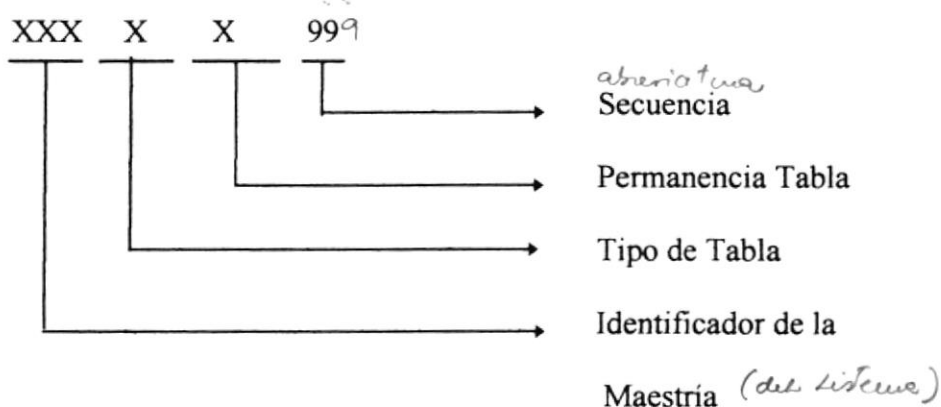 XXX X X 999
abreviatura
Secuencia
Permanencia Tabla
Tipo de Tabla
Identificador de la
Maestría (del sistema)